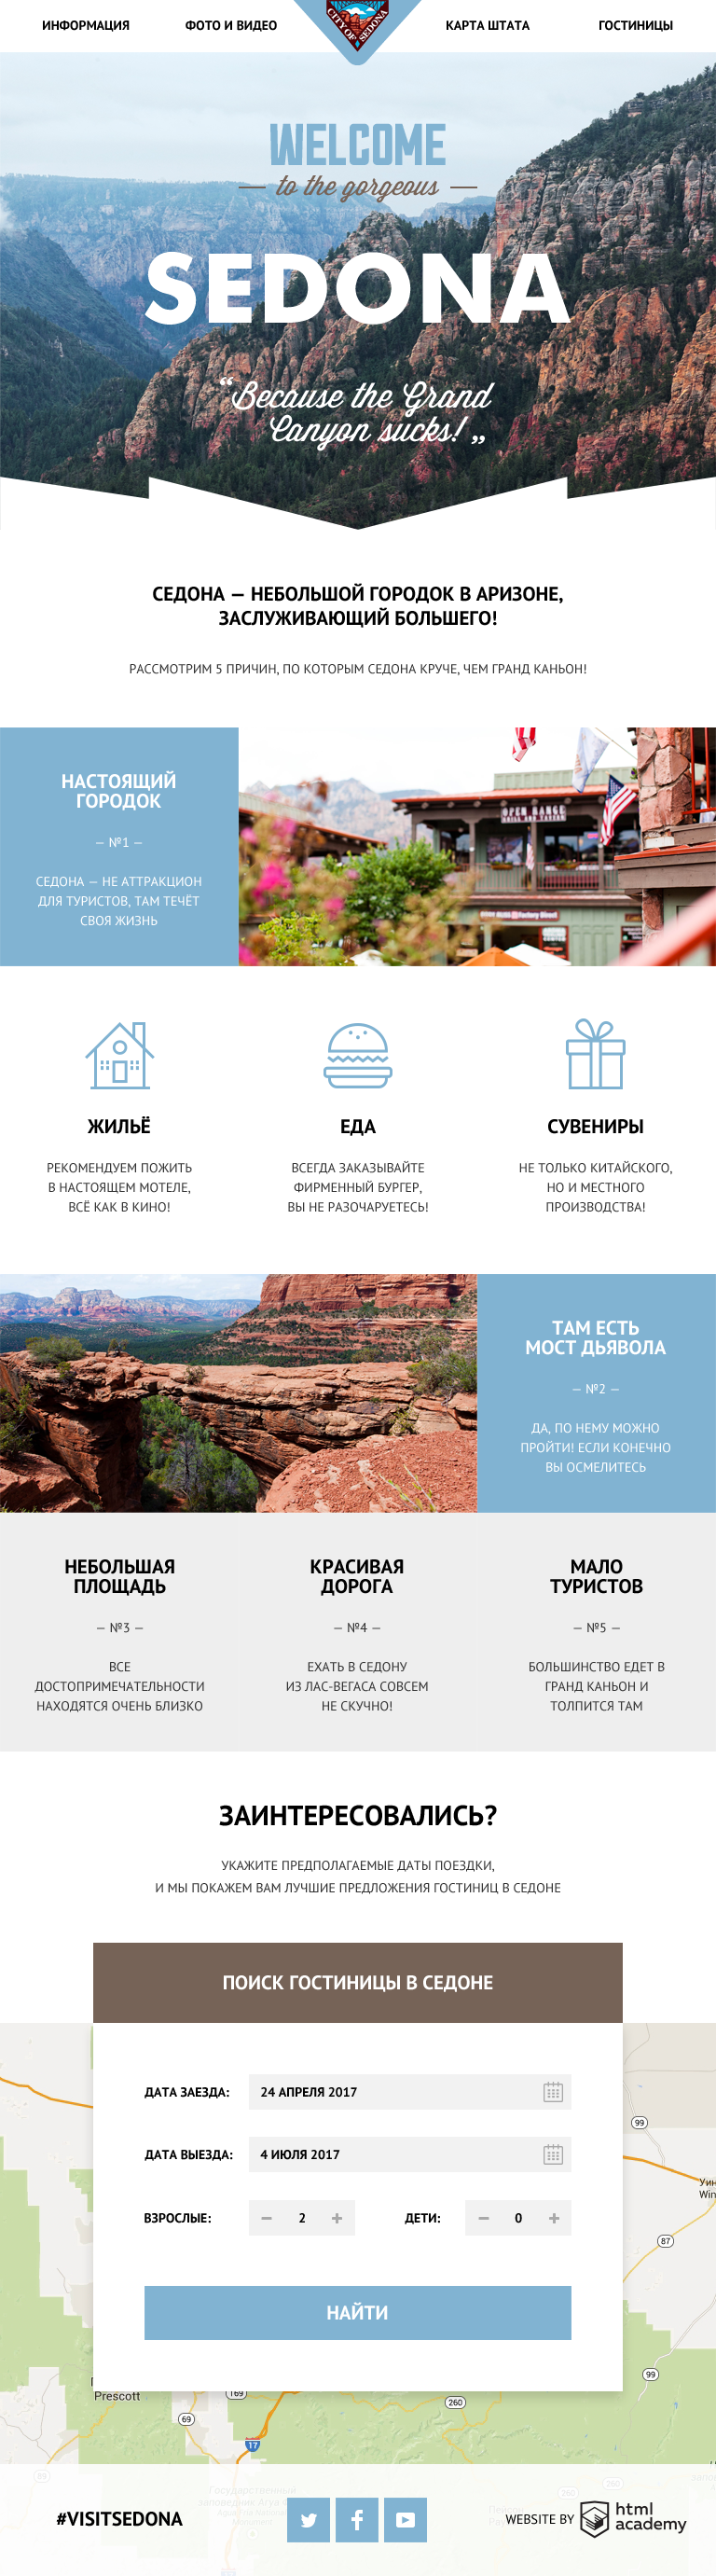 ИНФОРМАЦИЯ
ФОТО И ВИДЕО
CITY OF SEDONA
КАРТА ШТАТА
ГОСТИНИЦЫ
WELCOME
— to the gorgeous —
SEDONA
“Because the Grand
Canyon sucks!„
СЕДОНА — НЕБОЛЬШОЙ ГОРОДОК В АРИЗОНЕ,
ЗАСЛУЖИВАЮЩИЙ БОЛЬШЕГО!
РАССМОТРИМ 5 ПРИЧИН, ПО КОТОРЫМ СЕДОНА КРУЧЕ, ЧЕМ ГРАНД КАНЬОН!
НАСТОЯЩИЙ
ГОРОДОК
— №1 —
СЕДОНА — НЕ АТТРАКЦИОН
ДЛЯ ТУРИСТОВ, ТАМ ТЕЧЁТ
СВОЯ ЖИЗНЬ
OPEN RANGE
ЖИЛЬЁ
РЕКОМЕНДУЕМ ПОЖИТЬ
В НАСТОЯЩЕМ МОТЕЛЕ,
ВСЁ КАК В КИНО!
ЕДА
ВСЕГДА ЗАКАЗЫВАЙТЕ
ФИРМЕННЫЙ БУРГЕР,
ВЫ НЕ РАЗОЧАРУЕТЕСЬ!
СУВЕНИРЫ
НЕ ТОЛЬКО КИТАЙСКОГО,
НО И МЕСТНОГО
ПРОИЗВОДСТВА!
ТАМ ЕСТЬ
МОСТ ДЬЯВОЛА
— №2 —
ДА, ПО НЕМУ МОЖНО
ПРОЙТИ! ЕСЛИ КОНЕЧНО
ВЫ ОСМЕЛИТЕСЬ
НЕБОЛЬШАЯ
ПЛОЩАДЬ
— №3 —
ВСЕ
ДОСТОПРИМЕЧАТЕЛЬНОСТИ
НАХОДЯТСЯ ОЧЕНЬ БЛИЗКО
КРАСИВАЯ
ДОРОГА
— №4 —
ЕХАТЬ В СЕДОНУ
ИЗ ЛАС-ВЕГАСА СОВСЕМ
НЕ СКУЧНО!
МАЛО
ТУРИСТОВ
— №5 —
БОЛЬШИНСТВО ЕДЕТ В
ГРАНД КАНЬОН И
ТОЛПИТСЯ ТАМ
ЗАИНТЕРЕСОВАЛИСЬ?
УКАЖИТЕ ПРЕДПОЛАГАЕМЫЕ ДАТЫ ПОЕЗДКИ,
И МЫ ПОКАЖЕМ ВАМ ЛУЧШИЕ ПРЕДЛОЖЕНИЯ ГОСТИНИЦ В СЕДОНЕ
ПОИСК ГОСТИНИЦЫ В СЕДОНЕ
ДАТА ЗАЕЗДА:
24 АПРЕЛЯ 2017
99
ДАТА ВЫЕЗДА:
4 ИЮЛЯ 2017
Уин
Win
ВЗРОСЛЫЕ:
− 2 +
ДЕТИ:
− 0 +
87
НАЙТИ
99
Prescott
169
260
69
17
#VISITSEDONA
WEBSITE BY
html
academy